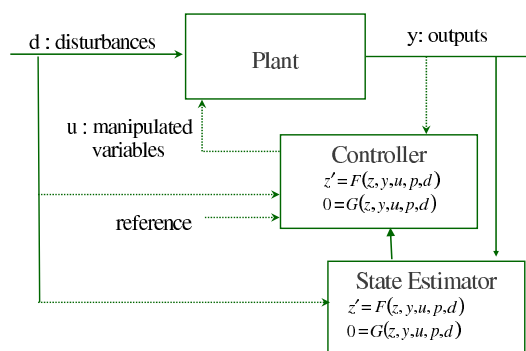 d : disturbances
Plant
y: outputs
u : manipulated
variables
Controller
z′ = F(z, y, u, p, d)
0 = G(z, y, u, p, d)
reference
State Estimator
z′ = F(z, y, u, p, d)
0 = G(z, y, u, p, d)